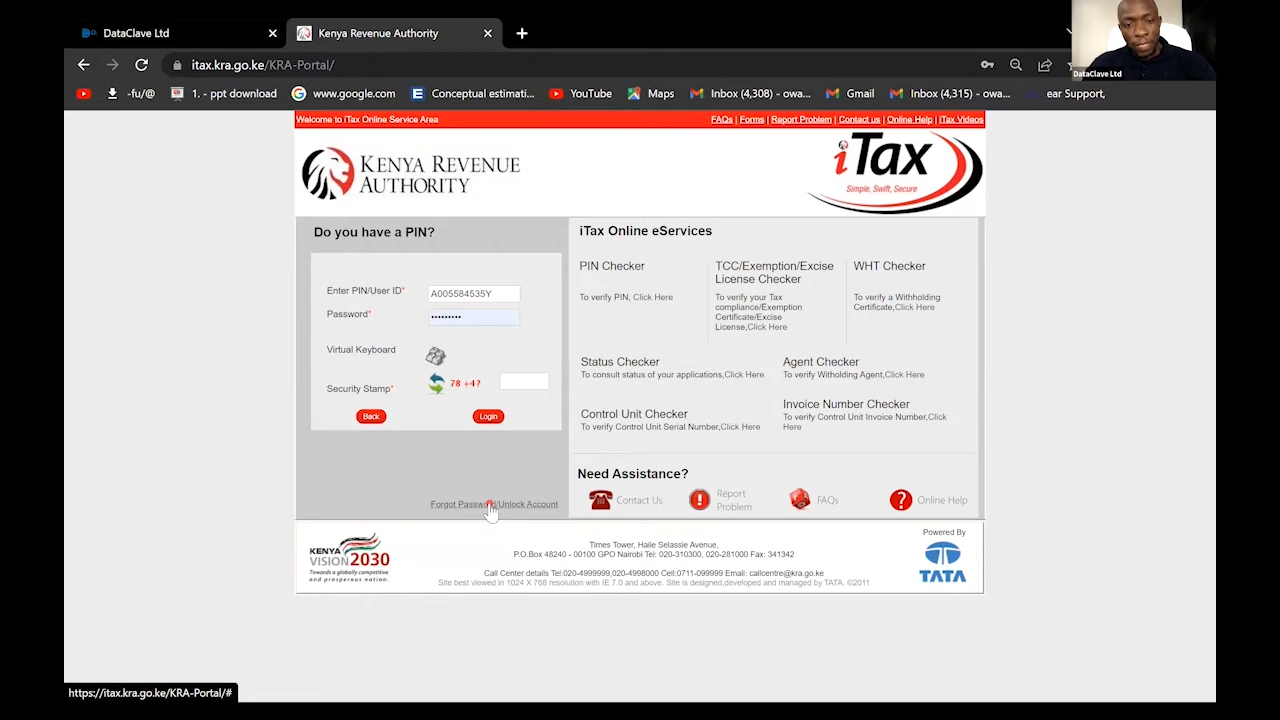 DataClave Ltd
Kenya Revenue Authority
itax.kra.go.ke/KRA-Portal/
DataClave Ltd
-fu/@
1. - ppt download
www.google.com
Conceptual estimati...
YouTube
Maps
Inbox (4,308) - owa...
Gmail
Inbox (4,315) - owa...
ear Support,
Welcome to iTax Online Service Area
FAQs | Forms | Report Problem | Contact us | Online Help | iTax Videos
KENYA REVENUE
AUTHORITY
iTax
Simple, Swift, Secure
Do you have a PIN?
Enter PIN/User ID*
A005584535Y
Password*
•••••••••
Virtual Keyboard
Security Stamp*
78 +4?
Back
Login
Forgot Password/Unlock Account
iTax Online eServices
PIN Checker
To verify PIN, Click Here
TCC/Exemption/Excise
License Checker
To verify your Tax
compliance/Exemption
Certificate/Excise
License,Click Here
WHT Checker
To verify a Withholding
Certificate,Click Here
Status Checker
To consult status of your applications,Click Here
Agent Checker
To verify Witholding Agent,Click Here
Control Unit Checker
To verify Control Unit Serial Number,Click Here
Invoice Number Checker
To verify Control Unit Invoice Number,Click
Here
Need Assistance?
Contact Us
Report
Problem
FAQs
Online Help
KENYA
VISION 2030
Towards a globally competitive
and prosperous nation.
Times Tower, Haile Selassie Avenue,
P.O.Box 48240 - 00100 GPO Nairobi Tel: 020-310300, 020-281000 Fax: 341342
Call Center details Tel:020-4999999,020-4998000 Cell:0711-099999 Email: callcentre@kra.go.ke
Site best viewed in 1024 X 768 resolution with IE 7.0 and above. Site is designed,developed and managed by TATA. ©2011
Powered By
TATA
https://itax.kra.go.ke/KRA-Portal/#